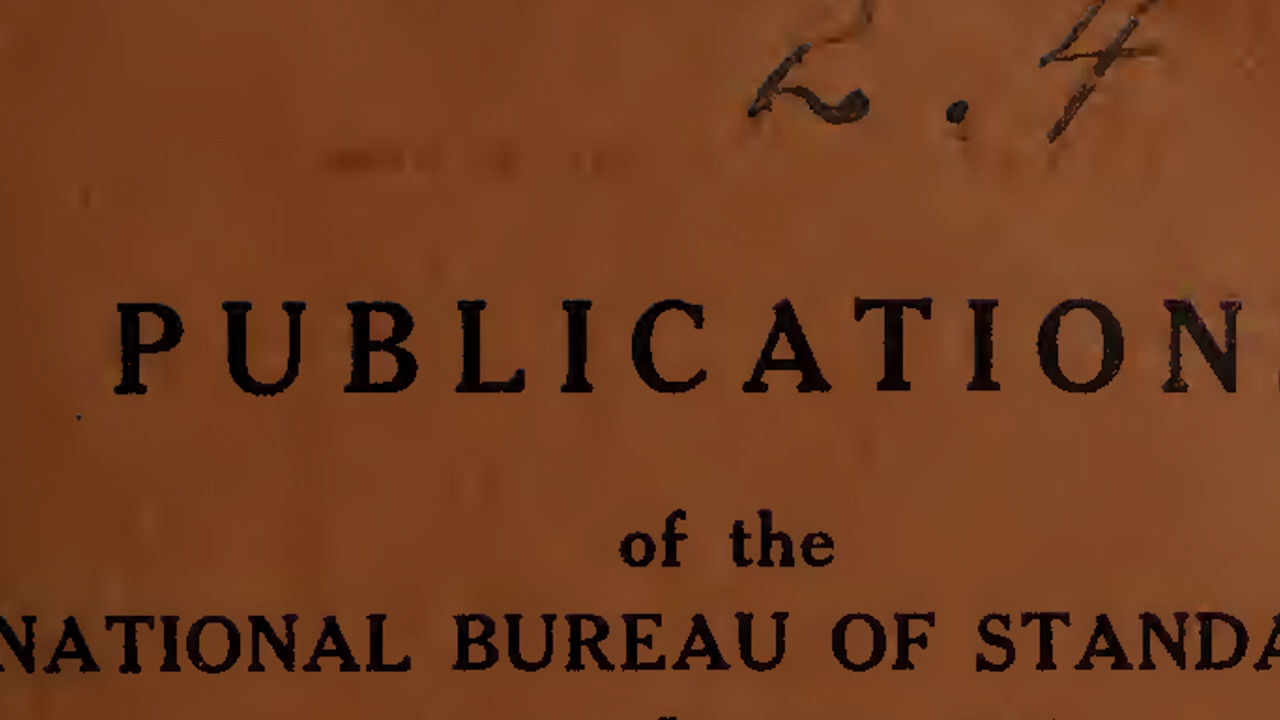 2.4
PUBLICATION
of the
NATIONAL BUREAU OF STANDA